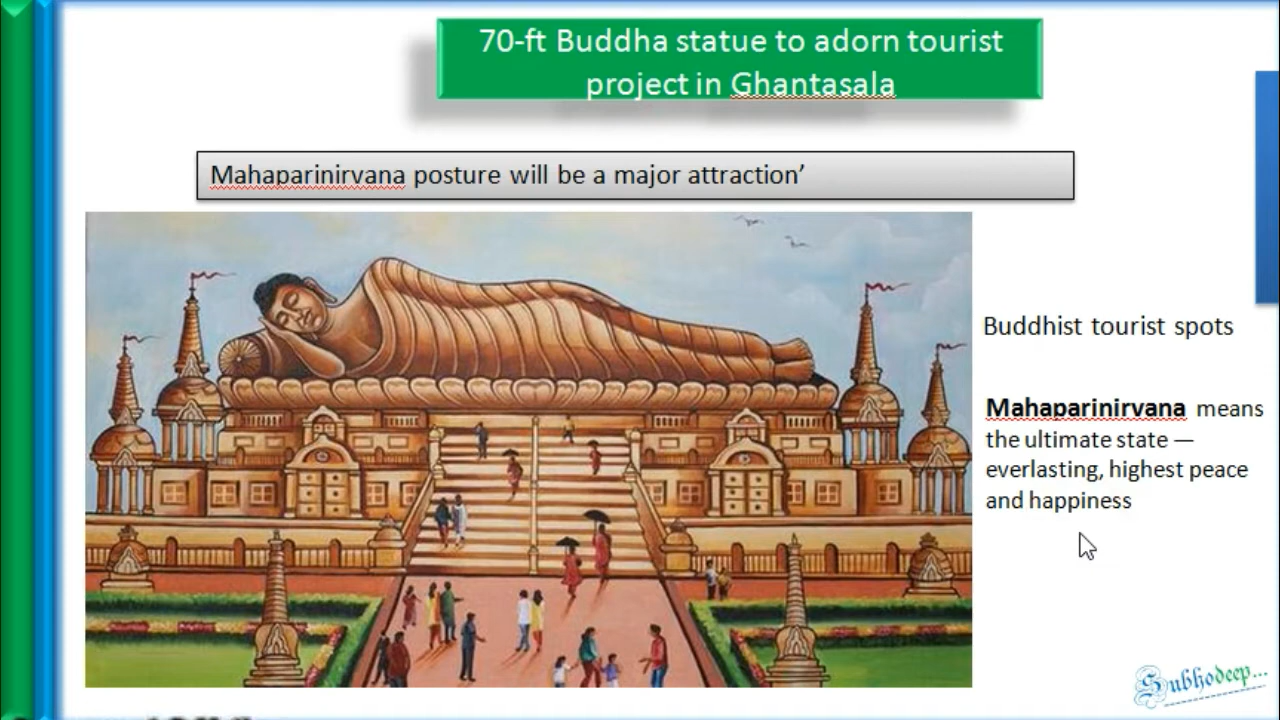 70-ft Buddha statue to adorn tourist
project in Ghantasala
Mahaparinirvana posture will be a major attraction’
Buddhist tourist spots
Mahaparinirvana means
the ultimate state —
everlasting, highest peace
and happiness
Subhodeep...